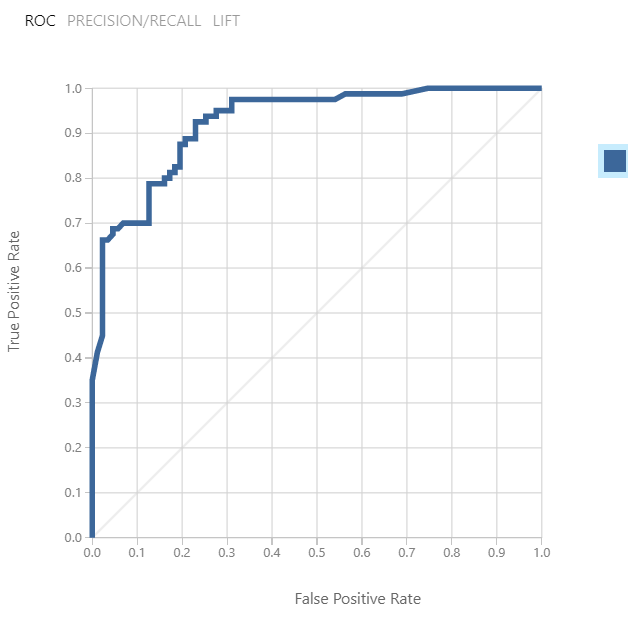 ROC PRECISION/RECALL LIFT
1.0
0.9
0.8
0.7
0.6
0.5
0.4
0.3
0.2
0.1
0.0
True Positive Rate
0.0 0.1 0.2 0.3 0.4 0.5 0.6 0.7 0.8 0.9 1.0
False Positive Rate